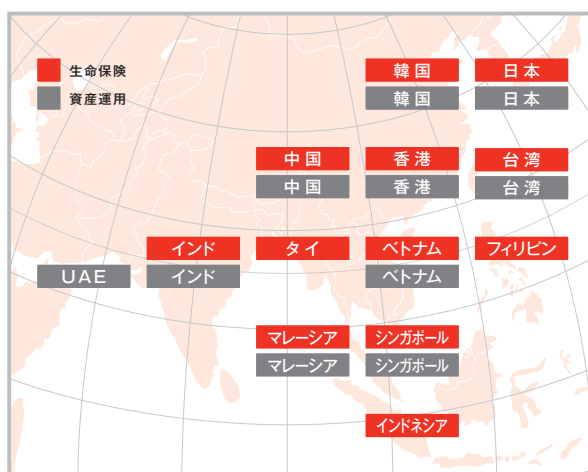 生命保険
資産運用
韓国
日本
韓国
日本
中国
香港
台湾
中国
香港
台湾
インド
タイ
ベトナム
フィリピン
UAE
インド
ベトナム
マレーシア
シンガポール
マレーシア
シンガポール
インドネシア